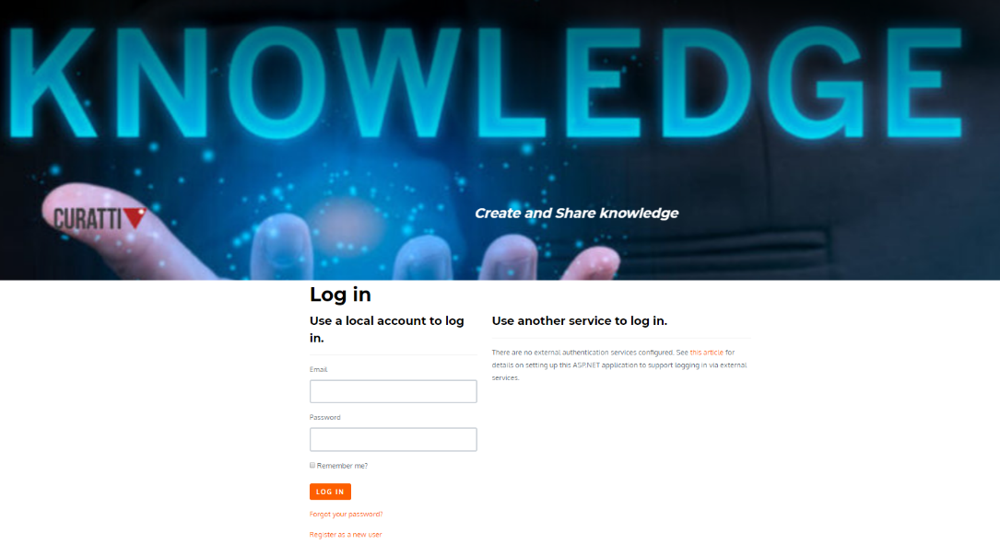 KNOWLEDGE
CURATTI
Create and Share knowledge
Log in
Use a local account to log
in.
Email
Password
Remember me?
LOG IN
Forgot your password?
Register as a new user
Use another service to log in.
There are no external authentication services configured. See this article for
details on setting up this ASP.NET application to support logging in via external
services.